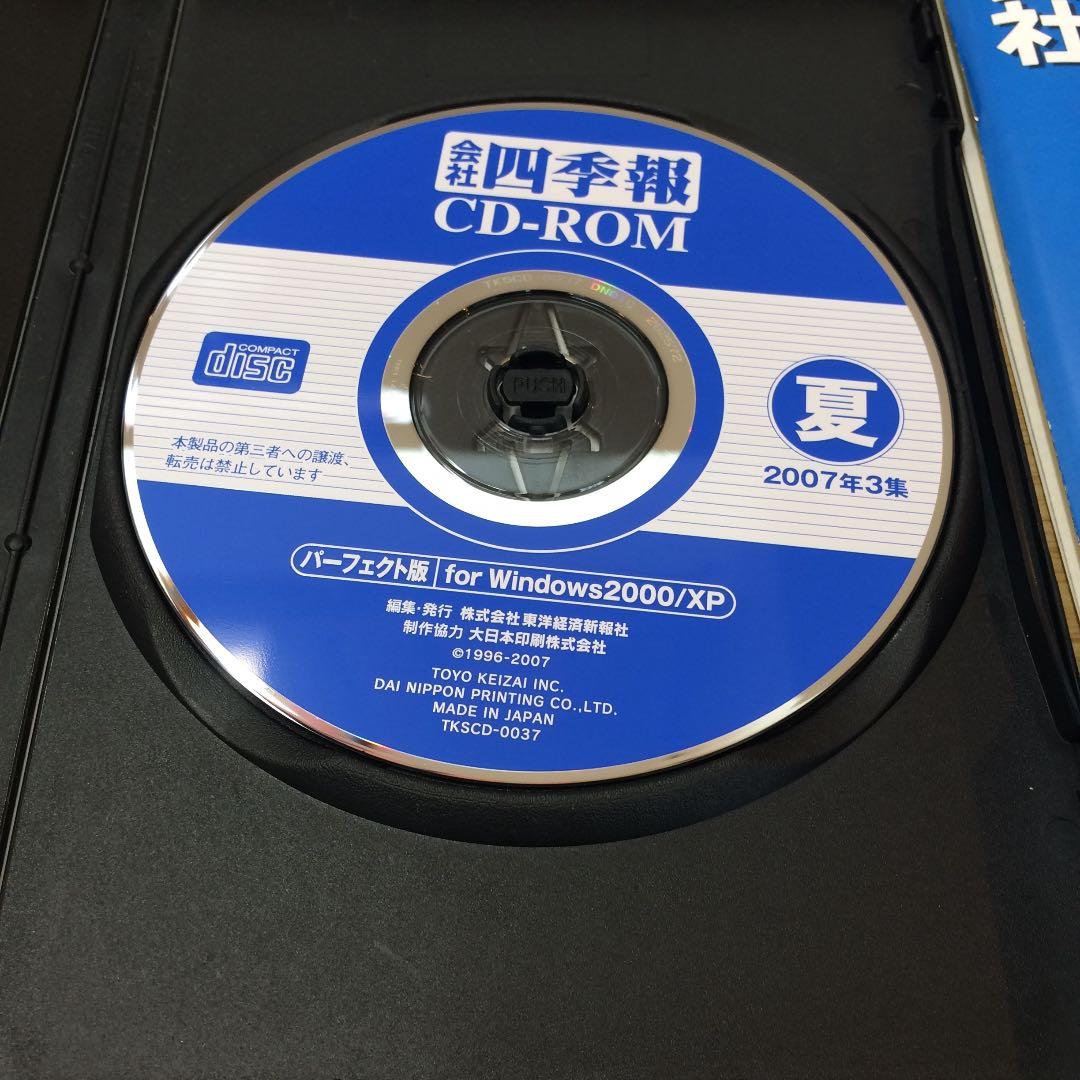 会社 四季報
CD-ROM
COMPACT
disc
夏
2007年3集
本製品の第三者への譲渡、
転売は禁止しています
PUSH
パーフェクト版 for Windows2000/XP
編集・発行 株式会社東洋経済新報社
制作協力 大日本印刷株式会社
©1996-2007
TOYO KEIZAI INC.
DAI NIPPON PRINTING CO.,LTD.
MADE IN JAPAN
TKSCD-0037
社